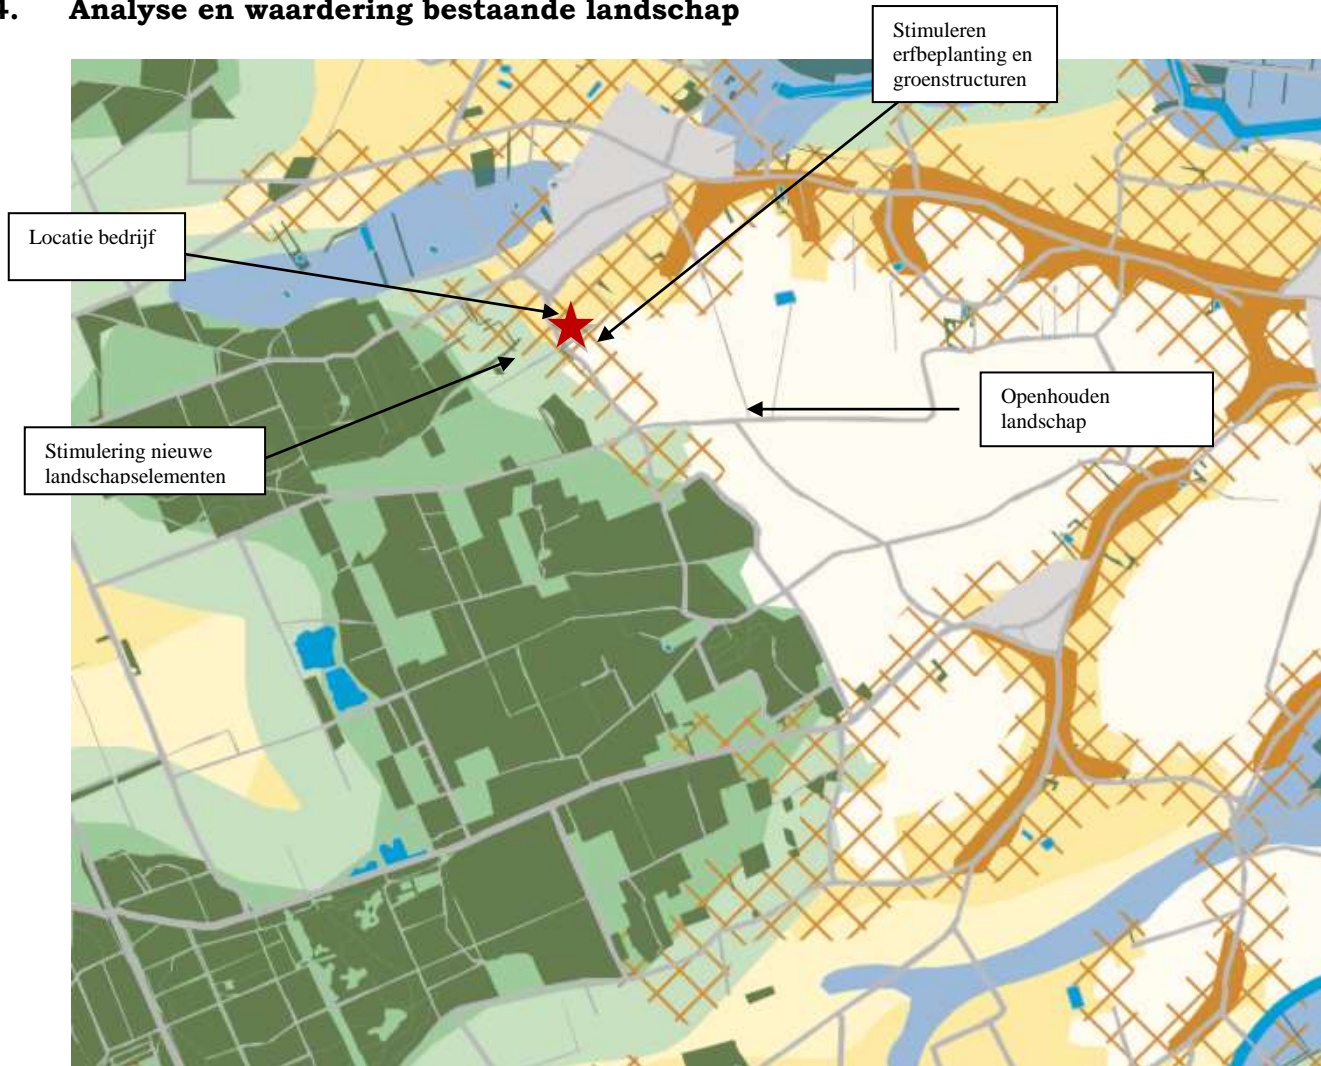 4. Analyse en waardering bestaande landschap
Stimuleren
erfbeplanting en
groenstructuren
Locatie bedrijf
Openhouden
landschap
Stimulering nieuwe
landschapselementen